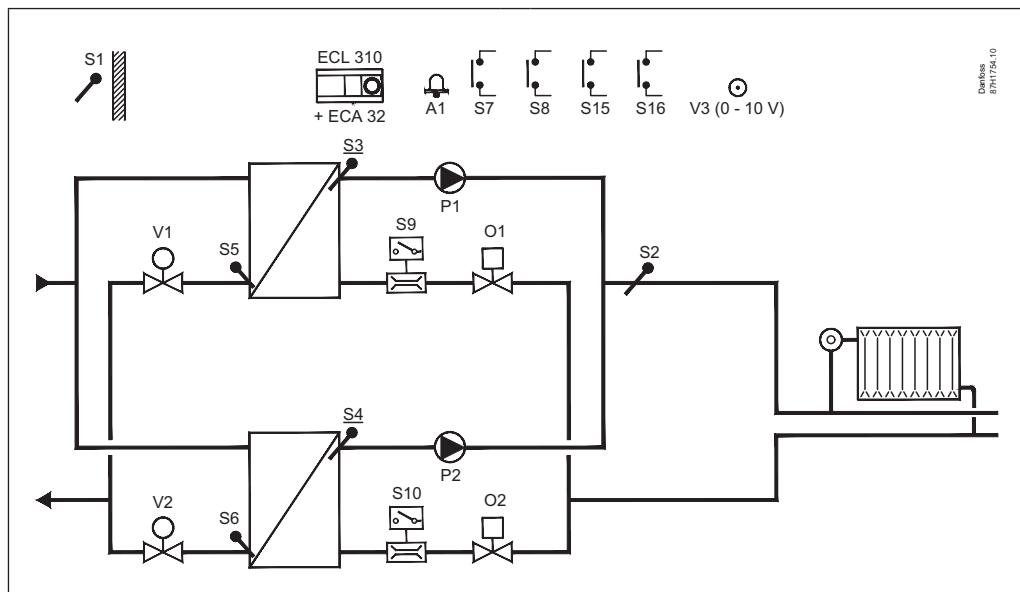 S1
ECL 310
+ ECA 32
A1
S7
S8
S15
S16
V3 (0 - 10 V)
Danfoss
87H1754.10
S3
P1
V1
S5
S9
O1
S2
S4
P2
V2
S6
S10
O2